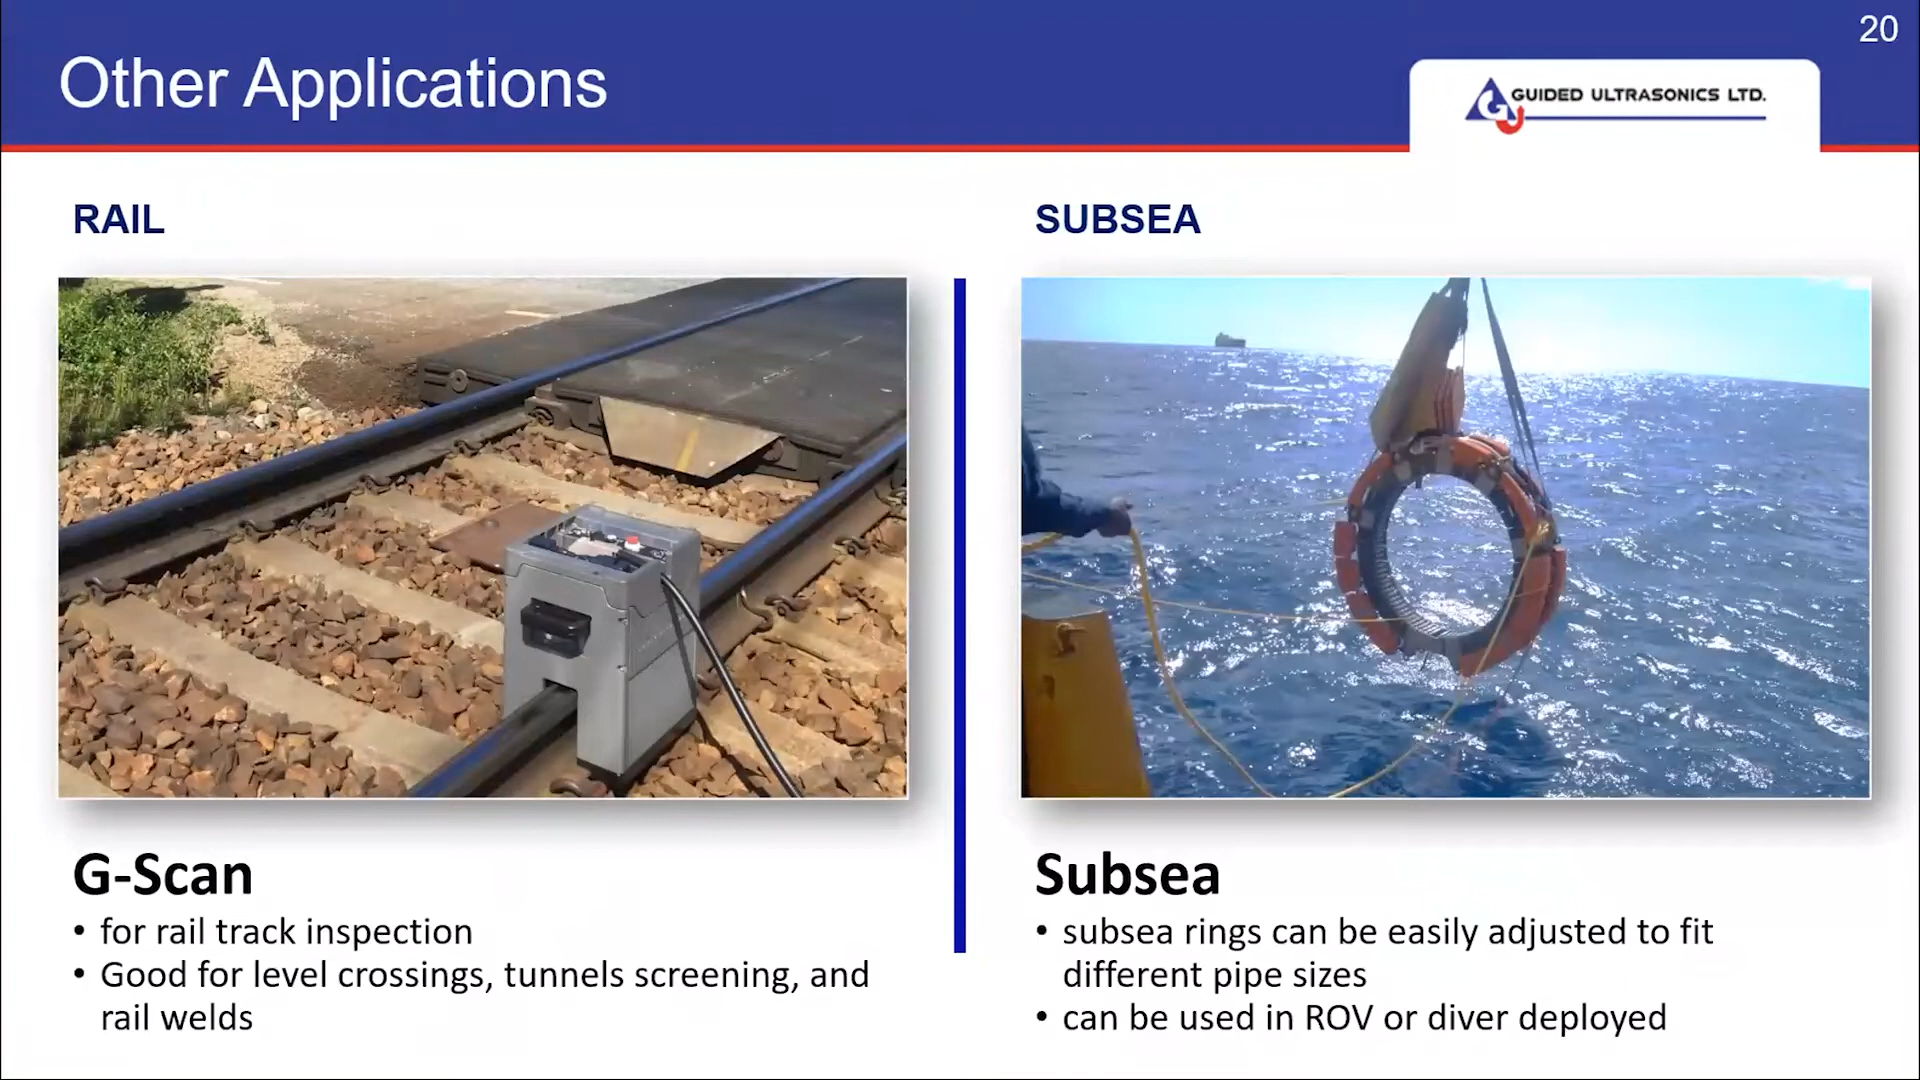 20
Other Applications
GUIDED ULTRASONICS LTD.
RAIL
G-Scan
• for rail track inspection
• Good for level crossings, tunnels screening, and
rail welds
SUBSEA
Subsea
• subsea rings can be easily adjusted to fit
different pipe sizes
• can be used in ROV or diver deployed